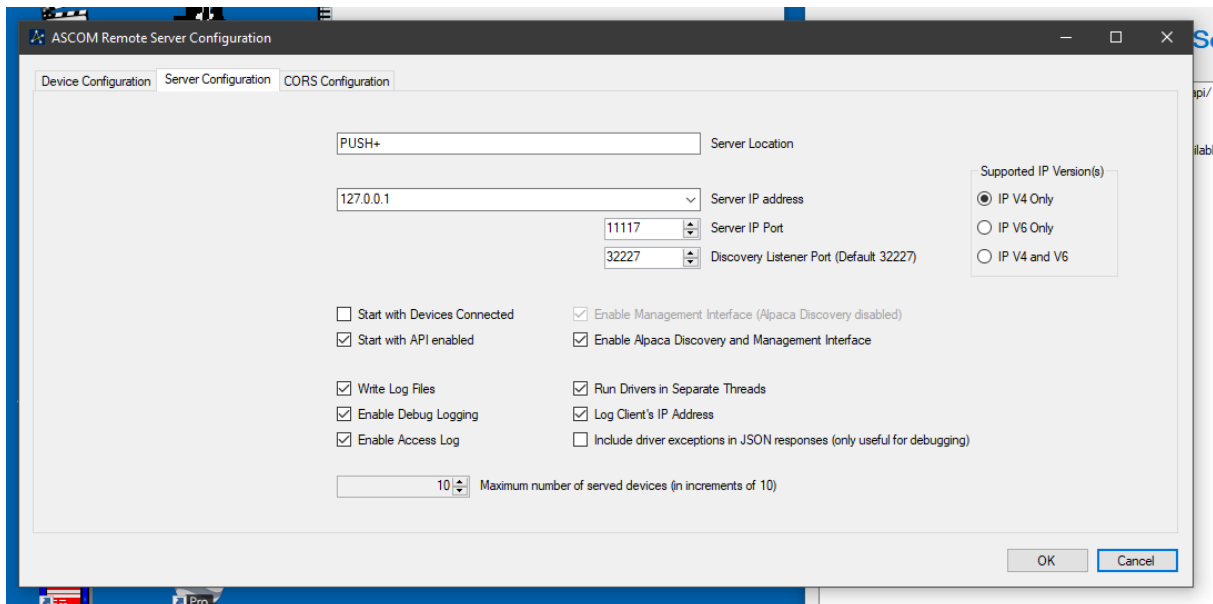 ASCOM Remote Server Configuration
Device Configuration Server Configuration CORS Configuration
PUSH+ Server Location
Supported IP Version(s)
127.0.0.1 Server IP address IP V4 Only
11117 Server IP Port IP V6 Only
32227 Discovery Listener Port (Default 32227) IP V4 and V6
Start with Devices Connected Enable Management Interface (Alpaca Discovery disabled)
Start with API enabled Enable Alpaca Discovery and Management Interface
Write Log Files Run Drivers in Separate Threads
Enable Debug Logging Log Client's IP Address
Enable Access Log Include driver exceptions in JSON responses (only useful for debugging)
10 Maximum number of served devices (in increments of 10)
OK Cancel
Pro
api/